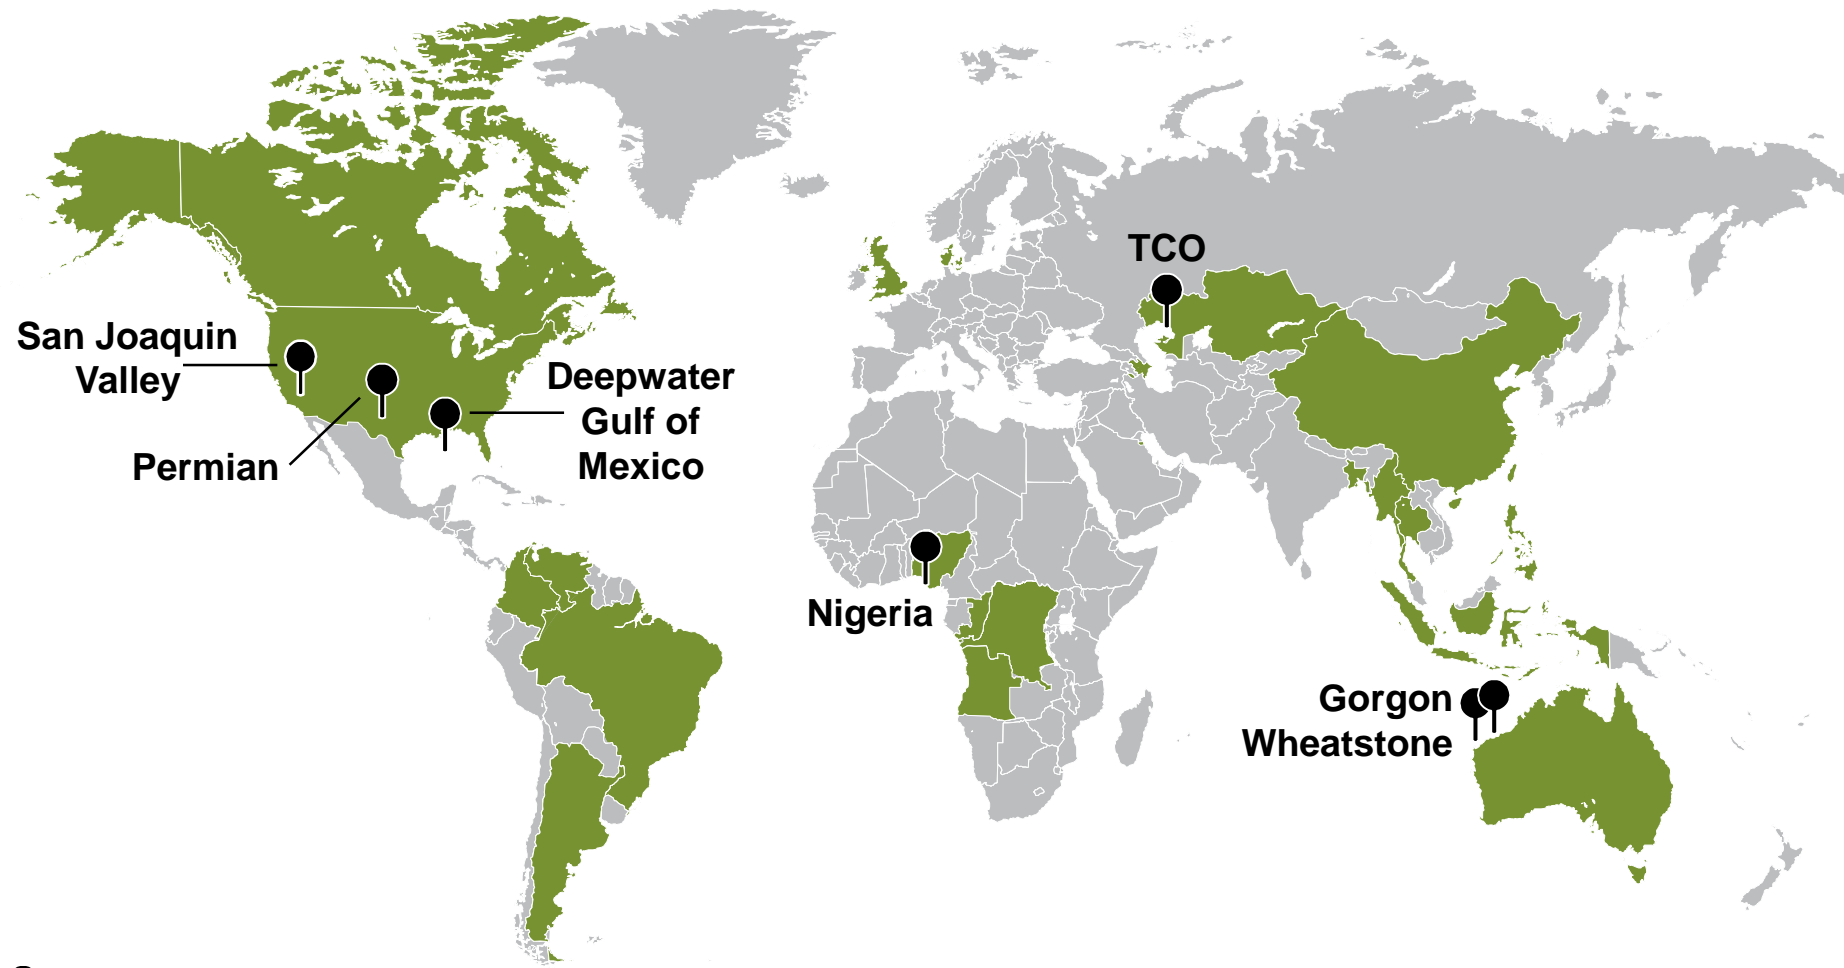 TCO
San Joaquin
Valley
Deepwater
Gulf of
Mexico
Permian
Nigeria
Gorgon
Wheatstone